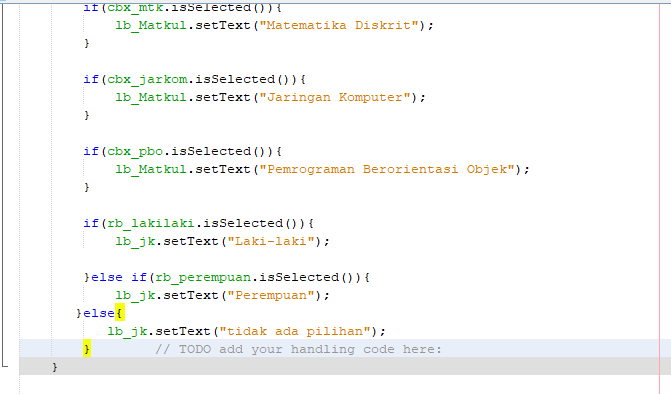 if(cbx_mtk.isSelected()){
lb_Matkul.setText("Matematika Diskrit");
}
if(cbx_jarkom.isSelected()){
lb_Matkul.setText("Jaringan Komputer");
}
if(cbx_pbo.isSelected()){
lb_Matkul.setText("Pemrograman Berorientasi Objek");
}
if(rb_lakilaki.isSelected()){
lb_jk.setText("Laki-laki");
}else if(rb_perempuan.isSelected()){
lb_jk.setText("Perempuan");
}else{
lb_jk.setText("tidak ada pilihan");
} // TODO add your handling code here:
}